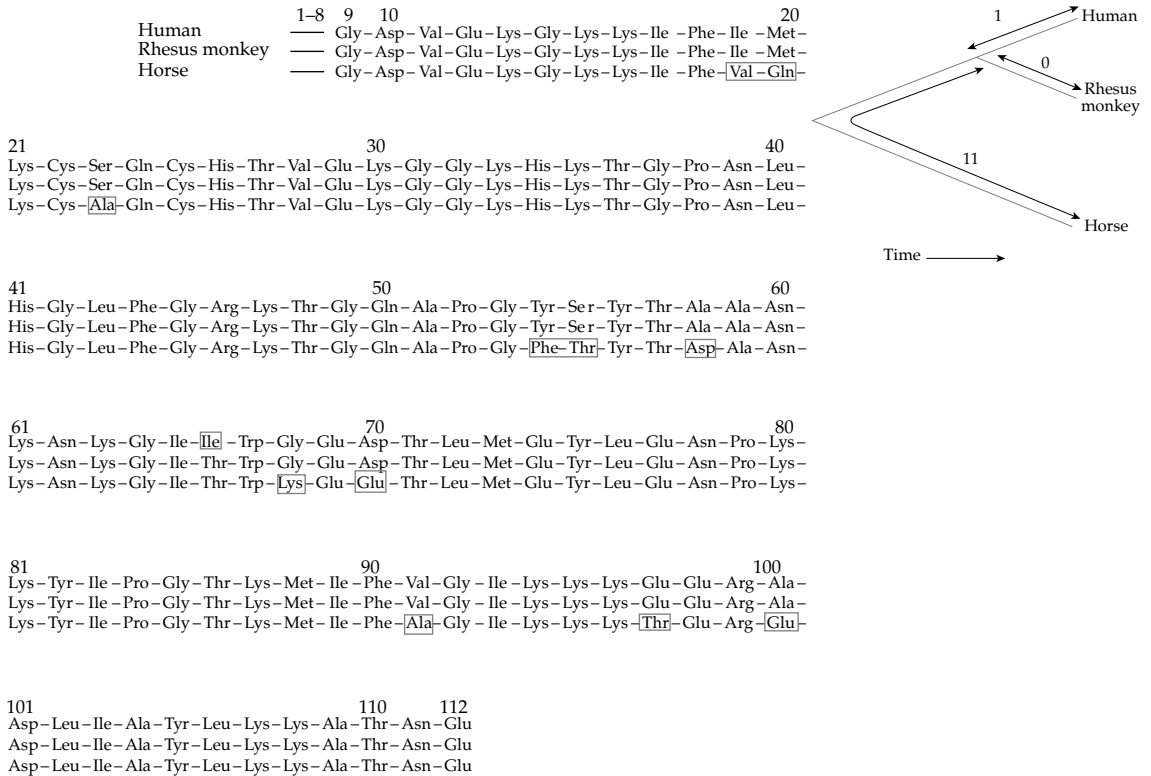 1–8 9 10 20
Human — Gly–Asp–Val–Glu–Lys–Gly–Lys–Lys–Ile–Phe–Ile–Met–
Rhesus monkey — Gly–Asp–Val–Glu–Lys–Gly–Lys–Lys–Ile–Phe–Ile–Met–
Horse — Gly–Asp–Val–Glu–Lys–Gly–Lys–Lys–Ile–Phe–Val–Gln–
1
Human
0
Rhesus
monkey
11
Horse
Time
21 30 40
Lys–Cys–Ser–Gln–Cys–His–Thr–Val–Glu–Lys–Gly–Gly–Lys–His–Lys–Thr–Gly–Pro–Asn–Leu–
Lys–Cys–Ser–Gln–Cys–His–Thr–Val–Glu–Lys–Gly–Gly–Lys–His–Lys–Thr–Gly–Pro–Asn–Leu–
Lys–Cys–Ala–Gln–Cys–His–Thr–Val–Glu–Lys–Gly–Gly–Lys–His–Lys–Thr–Gly–Pro–Asn–Leu–
41 50 60
His–Gly–Leu–Phe–Gly–Arg–Lys–Thr–Gly–Gln–Ala–Pro–Gly–Tyr–Ser–Tyr–Thr–Ala–Ala–Asn–
His–Gly–Leu–Phe–Gly–Arg–Lys–Thr–Gly–Gln–Ala–Pro–Gly–Tyr–Ser–Tyr–Thr–Ala–Ala–Asn–
His–Gly–Leu–Phe–Gly–Arg–Lys–Thr–Gly–Gln–Ala–Pro–Gly–Phe–Thr–Tyr–Thr–Asp–Ala–Asn–
61 70 80
Lys–Asn–Lys–Gly–Ile–Ile–Trp–Gly–Glu–Asp–Thr–Leu–Met–Glu–Tyr–Leu–Glu–Asn–Pro–Lys–
Lys–Asn–Lys–Gly–Ile–Thr–Trp–Gly–Glu–Asp–Thr–Leu–Met–Glu–Tyr–Leu–Glu–Asn–Pro–Lys–
Lys–Asn–Lys–Gly–Ile–Thr–Trp–Lys–Glu–Glu–Thr–Leu–Met–Glu–Tyr–Leu–Glu–Asn–Pro–Lys–
81 90 100
Lys–Tyr–Ile–Pro–Gly–Thr–Lys–Met–Ile–Phe–Val–Gly–Ile–Lys–Lys–Lys–Glu–Glu–Arg–Ala–
Lys–Tyr–Ile–Pro–Gly–Thr–Lys–Met–Ile–Phe–Val–Gly–Ile–Lys–Lys–Lys–Glu–Glu–Arg–Ala–
Lys–Tyr–Ile–Pro–Gly–Thr–Lys–Met–Ile–Phe–Ala–Gly–Ile–Lys–Lys–Lys–Thr–Glu–Arg–Glu–
101 110 112
Asp–Leu–Ile–Ala–Tyr–Leu–Lys–Lys–Ala–Thr–Asn–Glu
Asp–Leu–Ile–Ala–Tyr–Leu–Lys–Lys–Ala–Thr–Asn–Glu
Asp–Leu–Ile–Ala–Tyr–Leu–Lys–Lys–Ala–Thr–Asn–Glu